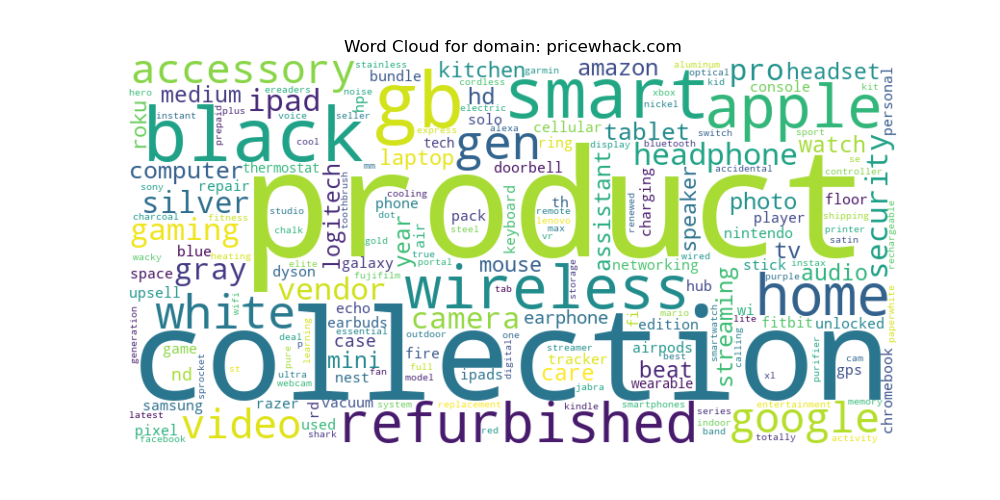 Word Cloud for domain: pricewhack.com
accessory bundle stainless kitchen garmin amazon aluminum optical kid pro headset kit
hero ereaders noise hp cordless hd electric nickel xbox console personal
roku medium ipad gb smart apple
instant prepaid plus voice seller solo alexa cellular tablet switch sport
black cool express tech gen ring display bluetooth headphone watch se
computer thermostat laptop doorbell accidental controller
sony repair logitech toothbrush mm phone cooling product keyboard assistant renewed charging speaker photo floor security
silver studio dot pack th remote player shipping
charcoal fitness chalk year air steel lenovo max nintendo printer rechargeable
gaming gold true portal wired tv satin
wacky blue beating elite galaxy mouse networking stick instax audio
space gray dyson fujifilm tab storage hub purple home
upsell vendor wireless streaming wi
generation white wifi echo camera earphone fi mario edition lite fitbit unlocked paperwhite
deal p essential earbuds outdoor one smartwatch calling
game pure learning case streamer airpods best purifier cam
nd sprocket st ultra mini fire full tracker beat xl gps chromebook
webcam nest fan model ipads digital care wearable
collection jabra
samsung razer rd vacuum system replacement kindle smartphones series entertainment memory
latest pixel video used refurbished red vr band indoor google
facebook shark totally activity